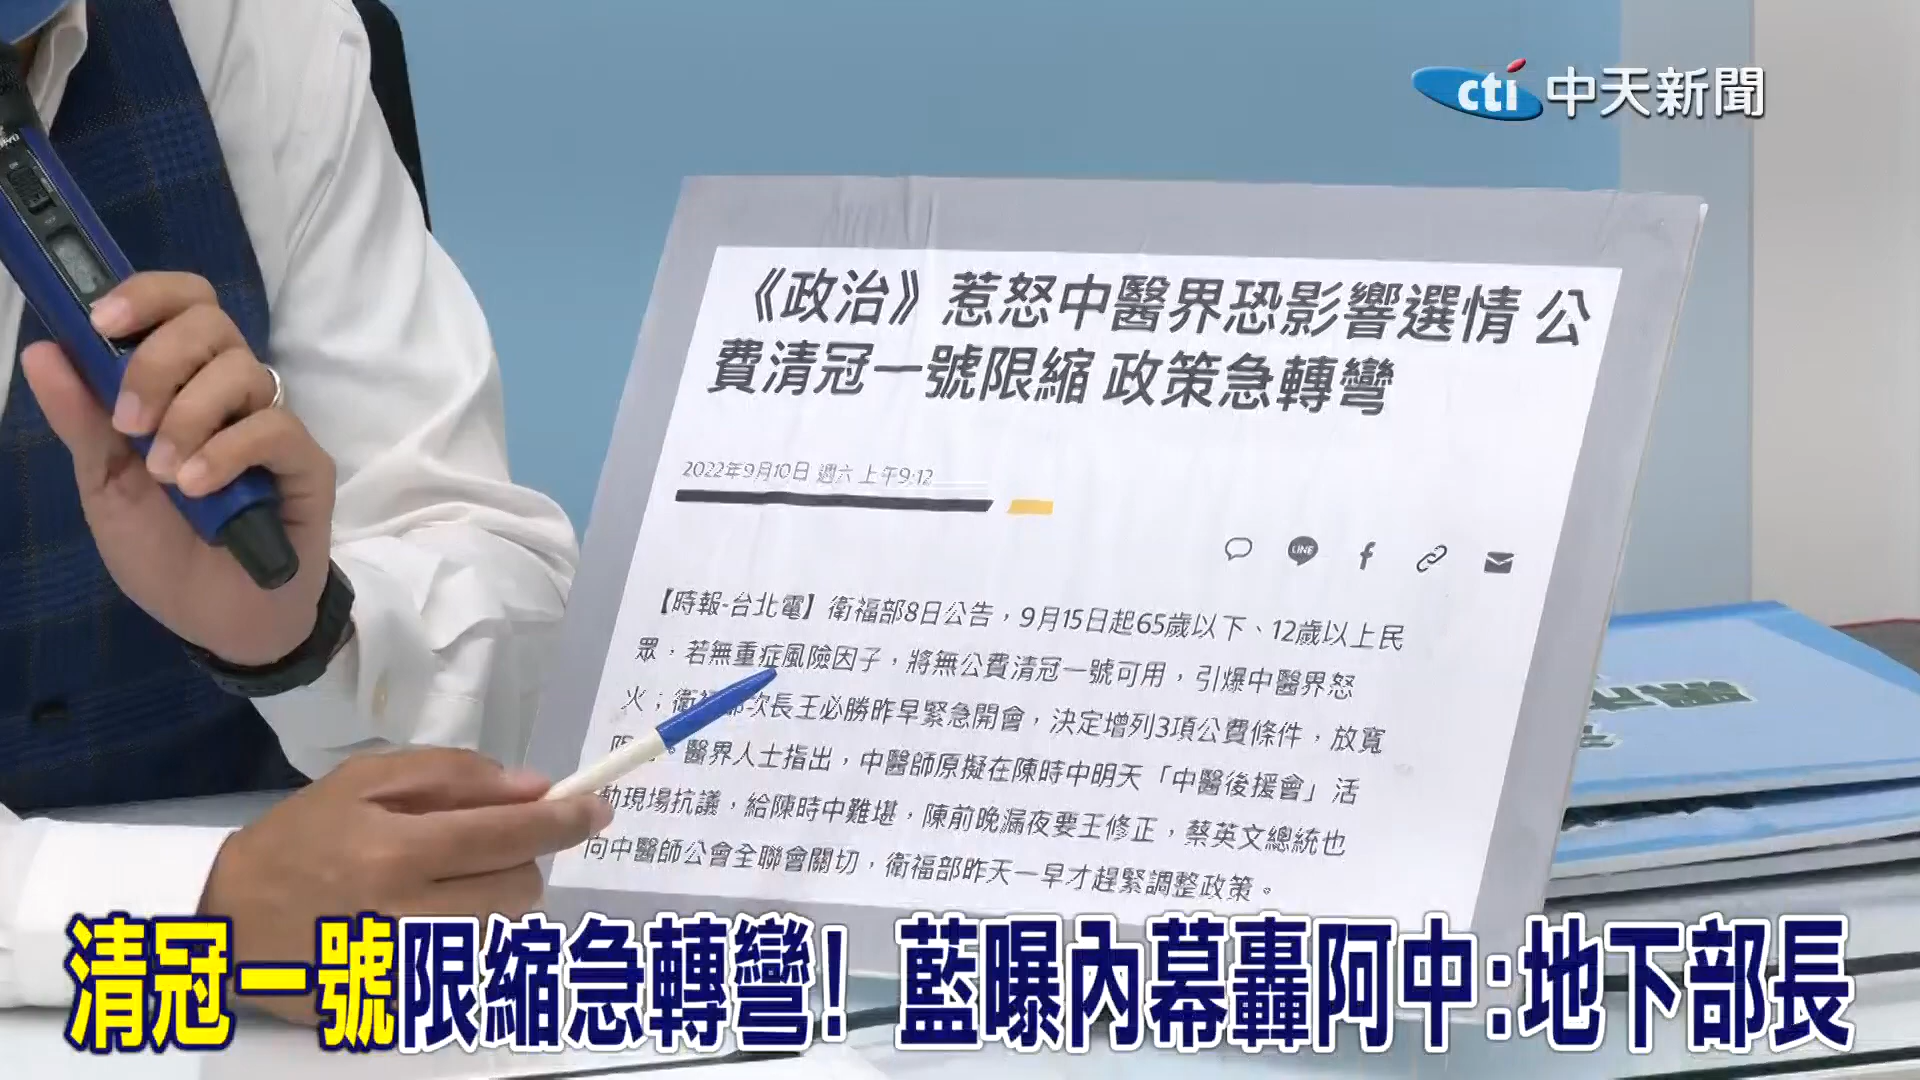 cti 中天新聞
《政治》惹怒中醫界恐影響選情 公
費清冠一號限縮 政策急轉彎
2022年9月10日 週六 上午9:12
LINE
【時報-台北電】衛福部8日公告，9月15日起65歲以下、12歲以上民
眾，若無重症風險因子，將無公費清冠一號可用，引爆中醫界怒
火；衛福部次長王必勝昨早緊急開會，決定增列3項公費條件，放寬
。醫界人士指出，中醫師原擬在陳時中明天「中醫後援會」活
動現場抗議，給陳時中難堪，陳前晚漏夜要王修正，蔡英文總統也
向中醫師公會全聯會關切，衛福部昨天一早才趕緊調整政策。
清冠一號限縮急轉彎! 藍曝內幕轟阿中:地下部長